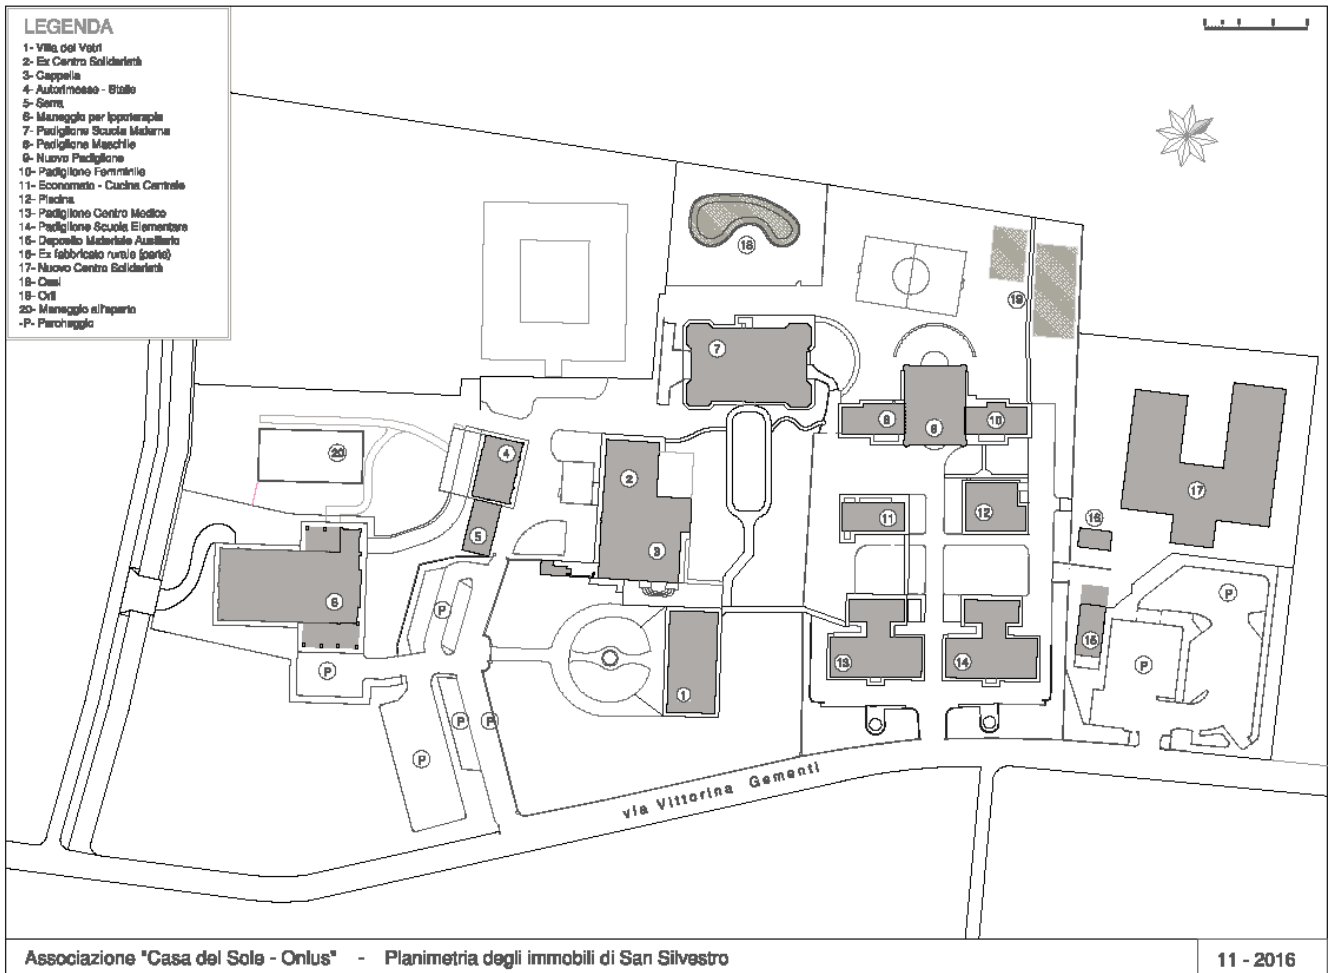 LEGENDA
1- Villa dei Vetri
2- Ex Centro Solidarietà
3- Cappella
4- Autorimesse - Stalle
5- Serra
6- Maneggio per Ippoterapia
7- Padiglione Scuola Materna
8- Padiglione Maschile
9- Nuovo Padiglione
10- Padiglione Femminile
11- Economato - Cucina Centrale
12- Piscina
13- Padiglione Centro Medico
14- Padiglione Scuola Elementare
15- Deposito Materiale Ausiliario
16- Ex fabbricato rurale (parte)
17- Nuovo Centro Solidarietà
18- Oasi
19- Orti
20- Maneggio all'aperto
-P- Parcheggio
18
19
7
9
8
10
20
4
2
17
11
12
16
5
3
6
P
P
15
13
14
P
P
1
P
P
P
via Vittorina Gementi
Associazione "Casa del Sole - Onlus" - Planimetria degli immobili di San Silvestro
11 - 2016